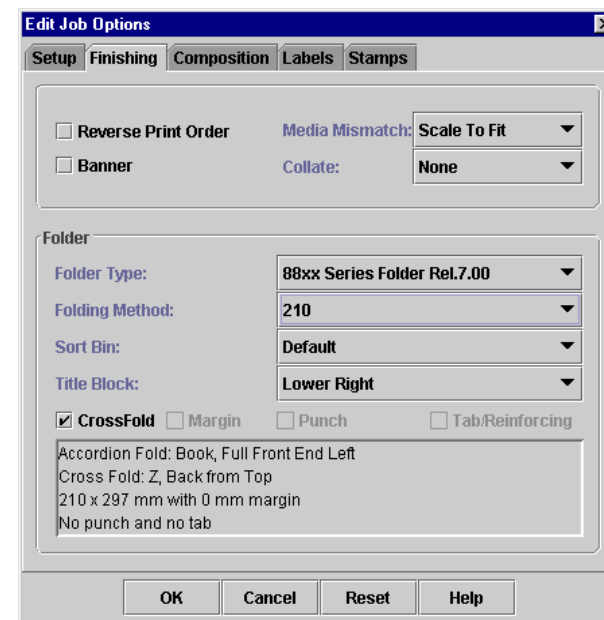 Edit Job Options
Setup Finishing Composition Labels Stamps
Reverse Print Order Media Mismatch: Scale To Fit
Banner Collate: None
Folder
Folder Type: 88xx Series Folder Rel.7.00
Folding Method: 210
Sort Bin: Default
Title Block: Lower Right
CrossFold Margin Punch Tab/Reinforcing
Accordion Fold: Book, Full Front End Left
Cross Fold: Z, Back from Top
210 x 297 mm with 0 mm margin
No punch and no tab
OK Cancel Reset Help